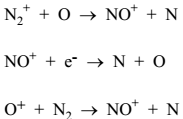 N₂⁺ + O → NO⁺ + N
NO⁺ + e⁻ → N + O
O⁺ + N₂ → NO⁺ + N